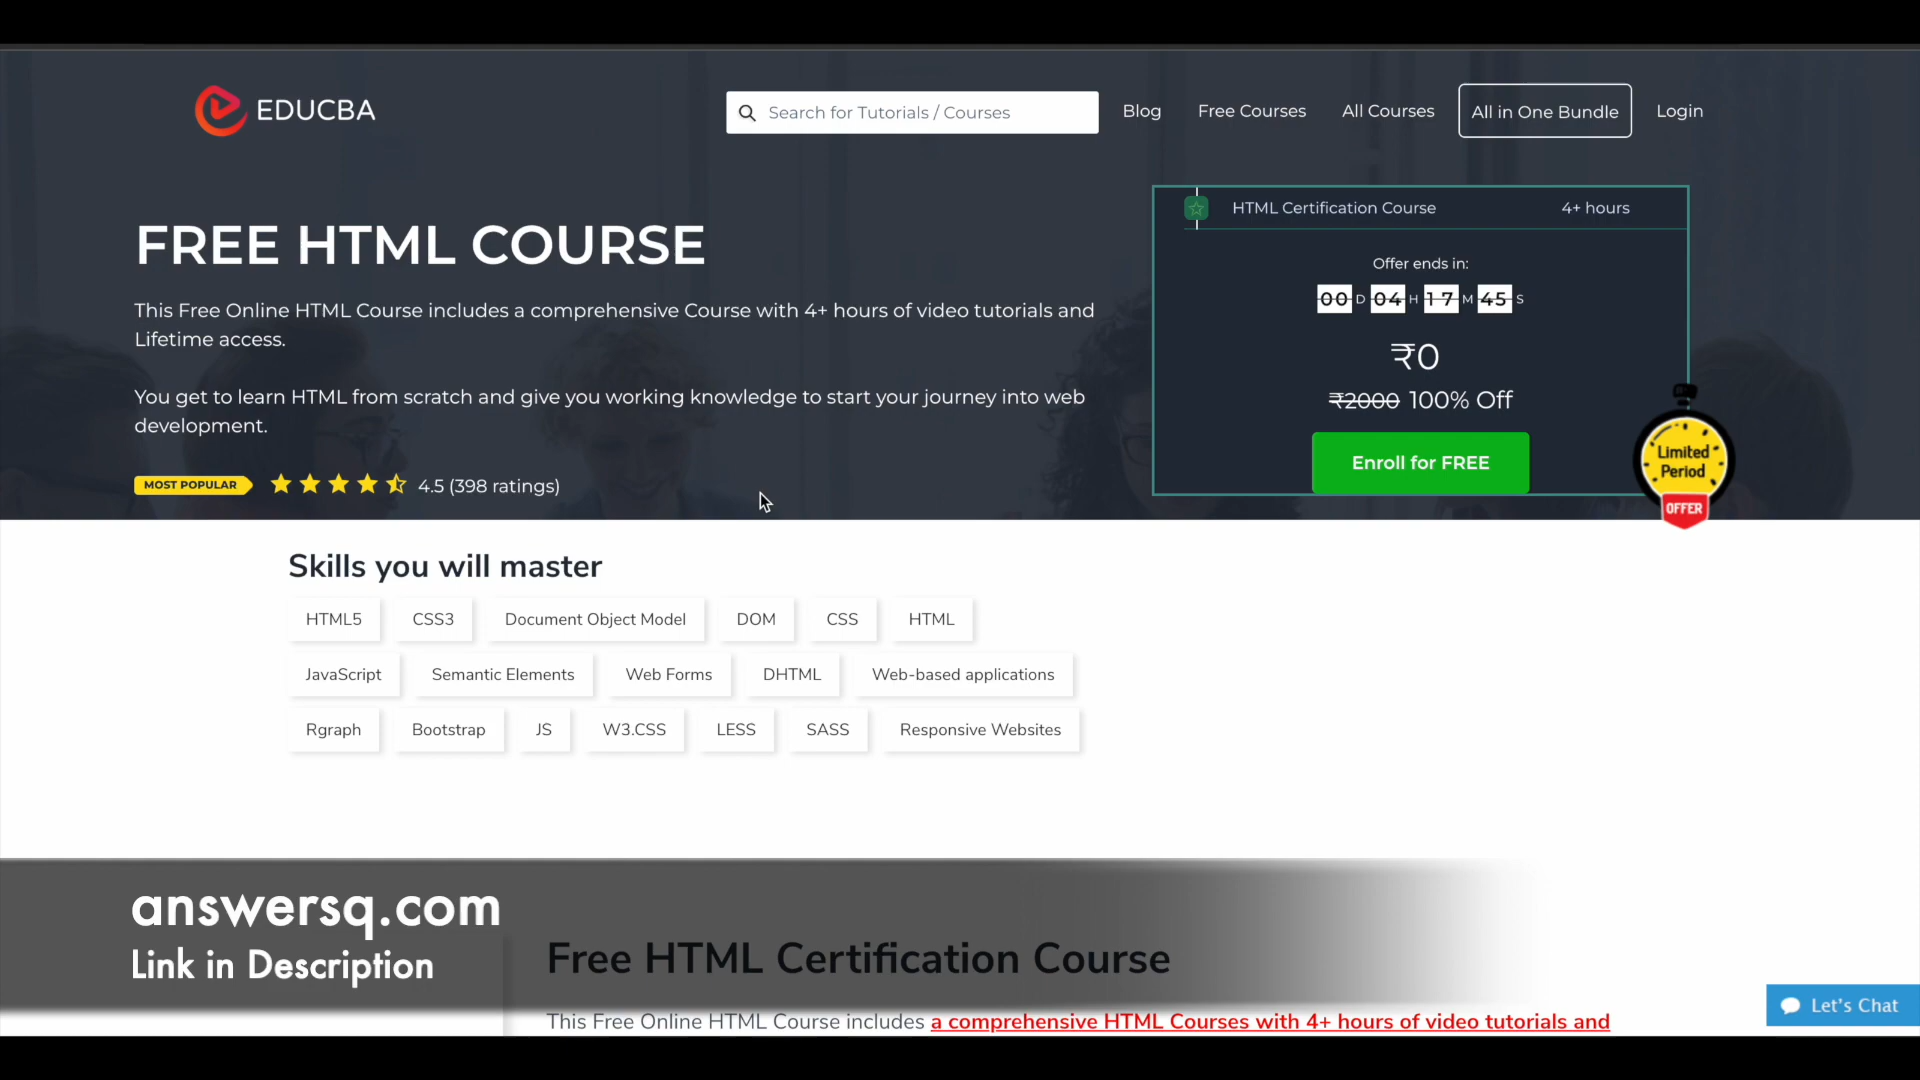 EDUCBA
Search for Tutorials / Courses
Blog
Free Courses
All Courses
All in One Bundle
Login
FREE HTML COURSE
This Free Online HTML Course includes a comprehensive Course with 4+ hours of video tutorials and
Lifetime access.
You get to learn HTML from scratch and give you working knowledge to start your journey into web
development.
MOST POPULAR
4.5 (398 ratings)
HTML Certification Course
4+ hours
Offer ends in:
00 D 04 H 17 M 45 S
₹0
₹2000 100% Off
Enroll for FREE
Limited
Period
OFFER
Skills you will master
HTML5 CSS3 Document Object Model DOM CSS HTML
JavaScript Semantic Elements Web Forms DHTML Web-based applications
Rgraph Bootstrap JS W3.CSS LESS SASS Responsive Websites
answersq.com
Link in Description
Free HTML Certification Course
This Free Online HTML Course includes a comprehensive HTML Courses with 4+ hours of video tutorials and
Let's Chat